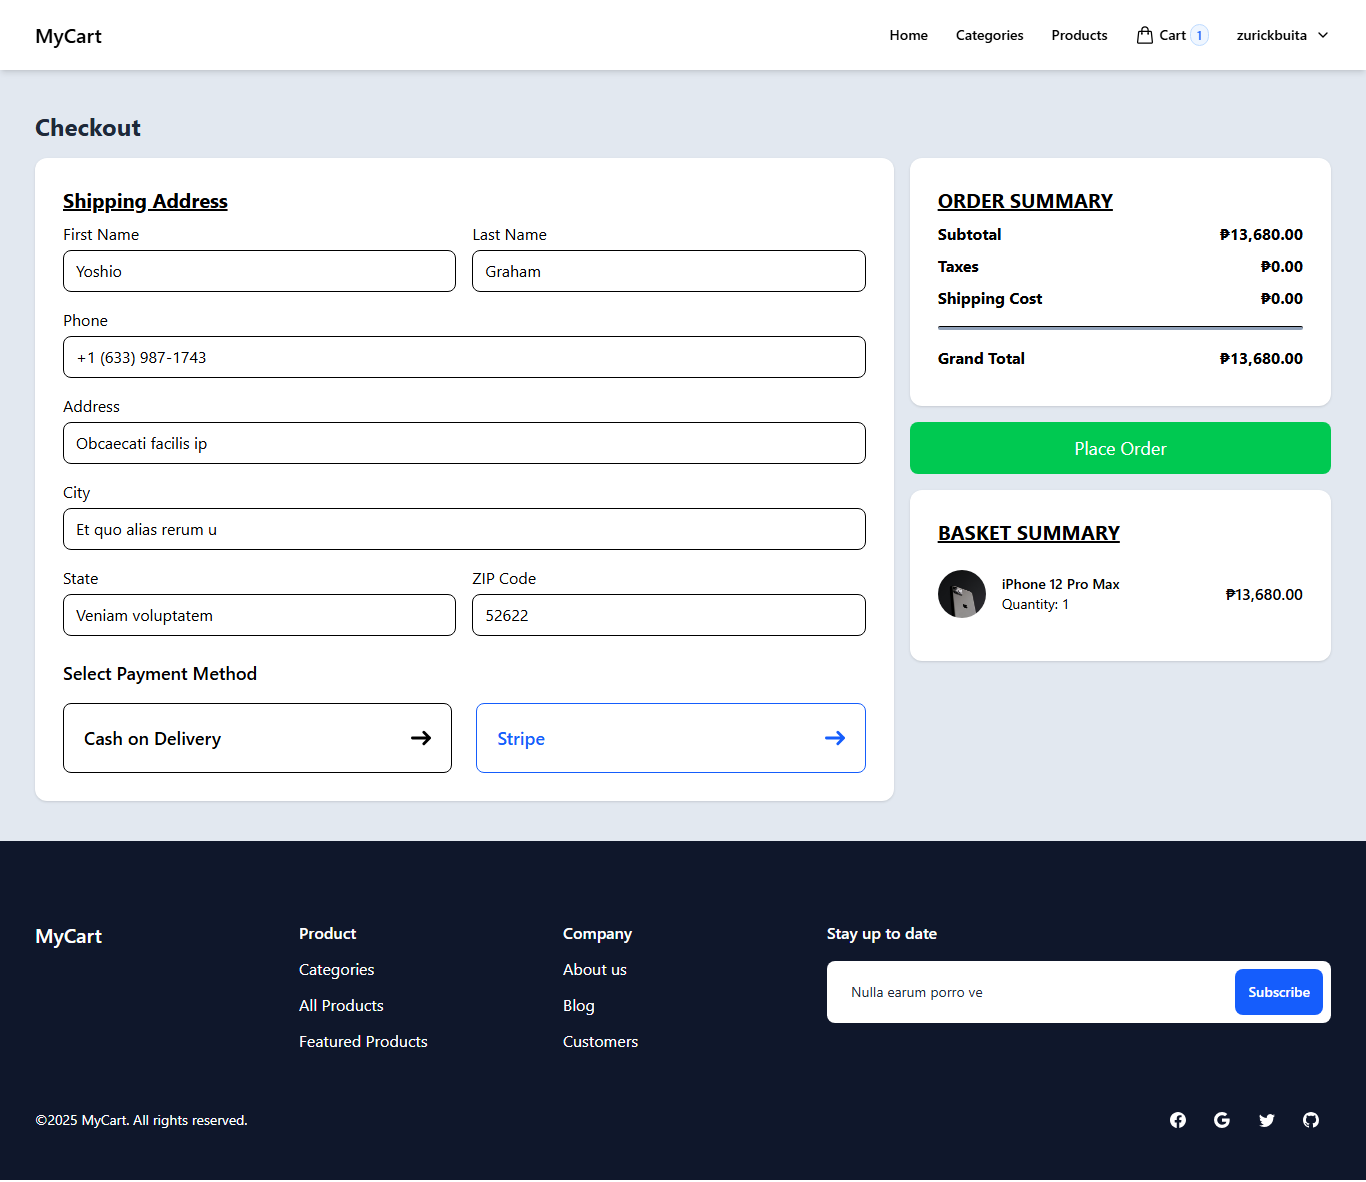 MyCart
Home Categories Products Cart 1 zurickbuita
Checkout
Shipping Address
First Name Last Name
Yoshio Graham
Phone
+1 (633) 987-1743
Address
Obcaecati facilis ip
City
Et quo alias rerum u
State ZIP Code
Veniam voluptatem 52622
Select Payment Method
Cash on Delivery Stripe
ORDER SUMMARY
Subtotal ₱13,680.00
Taxes ₱0.00
Shipping Cost ₱0.00
Grand Total ₱13,680.00
Place Order
BASKET SUMMARY
iPhone 12 Pro Max
Quantity: 1
₱13,680.00
MyCart
Product
Categories
All Products
Featured Products
Company
About us
Blog
Customers
Stay up to date
Nulla earum porro ve Subscribe
©2025 MyCart. All rights reserved.